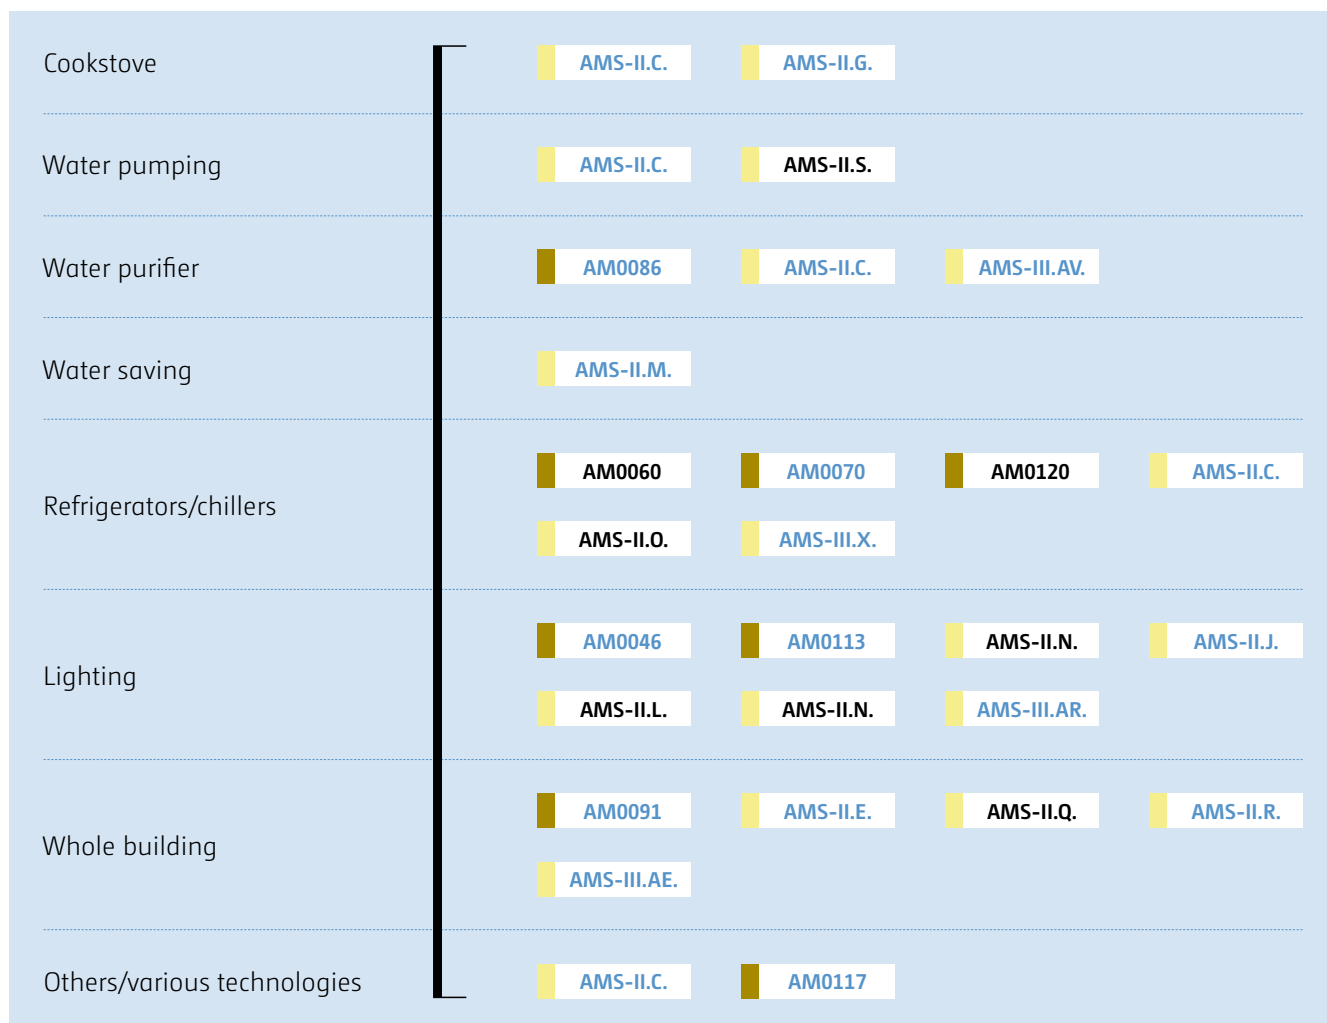 Cookstove
AMS-II.C. AMS-II.G.
Water pumping
AMS-II.C. AMS-II.S.
Water purifier
AM0086 AMS-II.C. AMS-III.AV.
Water saving
AMS-II.M.
Refrigerators/chillers
AM0060 AM0070 AM0120 AMS-II.C.
AMS-II.O. AMS-III.X.
Lighting
AM0046 AM0113 AMS-II.N. AMS-II.J.
AMS-II.L. AMS-II.N. AMS-III.AR.
Whole building
AM0091 AMS-II.E. AMS-II.Q. AMS-II.R.
AMS-III.AE.
Others/various technologies
AMS-II.C. AM0117